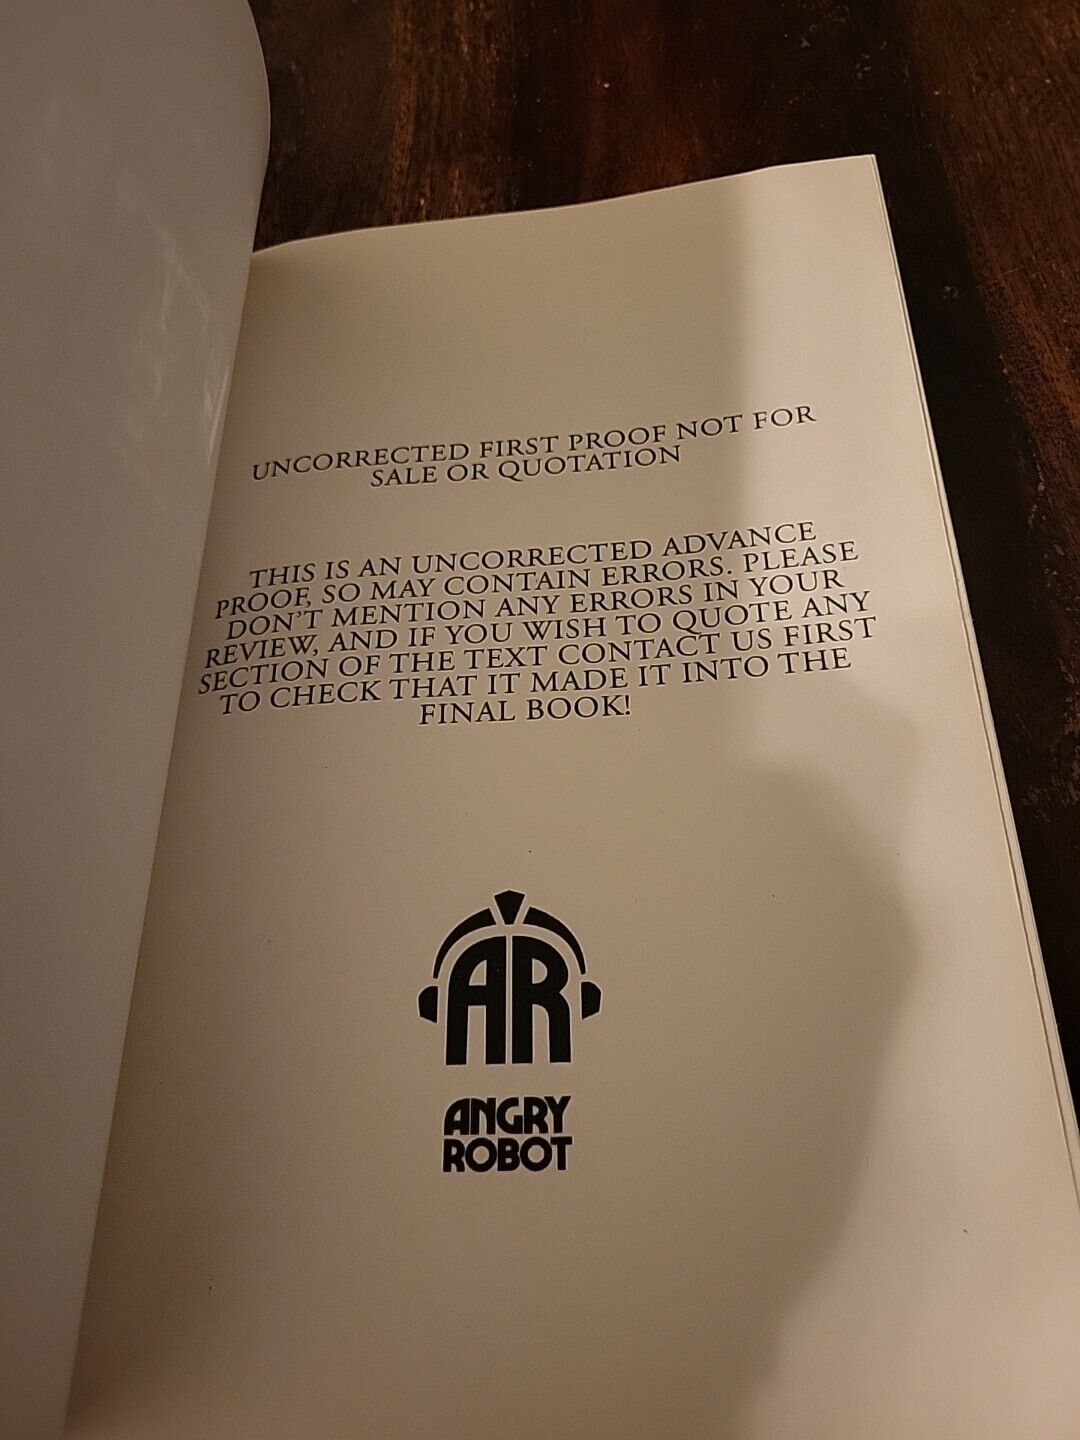 UNCORRECTED FIRST PROOF NOT FOR
SALE OR QUOTATION
THIS IS AN UNCORRECTED ADVANCE
PROOF, SO MAY CONTAIN ERRORS. PLEASE
DON'T MENTION ANY ERRORS IN YOUR
REVIEW, AND IF YOU WISH TO QUOTE ANY
SECTION OF THE TEXT CONTACT US FIRST
TO CHECK THAT IT MADE IT INTO THE
FINAL BOOK!
AR
ANGRY
ROBOT